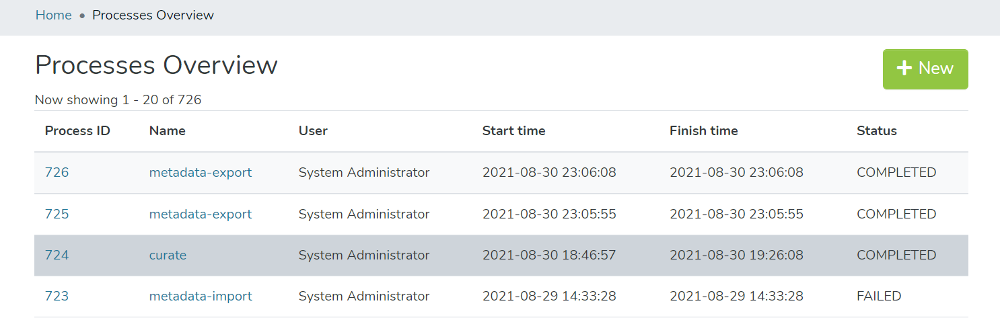 Home • Processes Overview
Processes Overview
+ New
Now showing 1 - 20 of 726
Process ID Name User Start time Finish time Status
726 metadata-export System Administrator 2021-08-30 23:06:08 2021-08-30 23:06:08 COMPLETED
725 metadata-export System Administrator 2021-08-30 23:05:55 2021-08-30 23:05:55 COMPLETED
724 curate System Administrator 2021-08-30 18:46:57 2021-08-30 19:26:08 COMPLETED
723 metadata-import System Administrator 2021-08-29 14:33:28 2021-08-29 14:33:28 FAILED